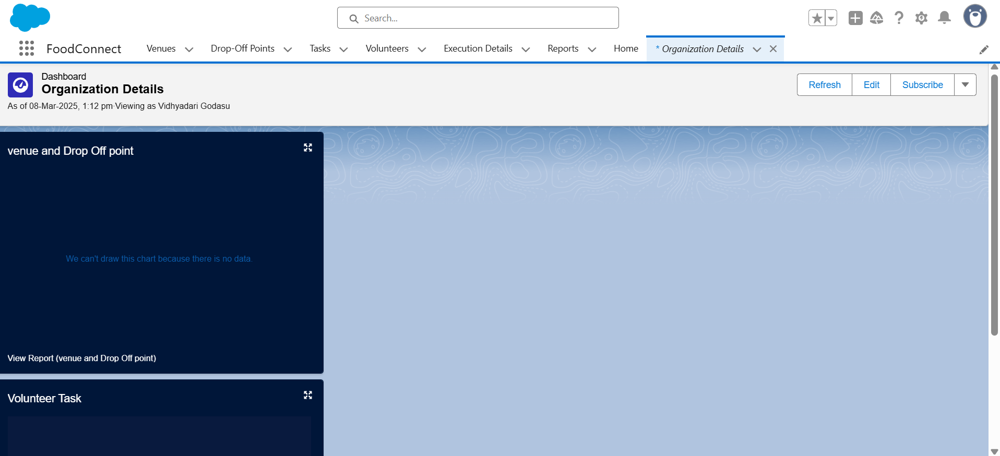 Search...
FoodConnect
Venues
Drop-Off Points
Tasks
Volunteers
Execution Details
Reports
Home
* Organization Details
Dashboard
Organization Details
As of 08-Mar-2025, 1:12 pm·Viewing as Vidhyadari Godasu
Refresh
Edit
Subscribe
venue and Drop Off point
We can't draw this chart because there is no data.
View Report (venue and Drop Off point)
Volunteer Task